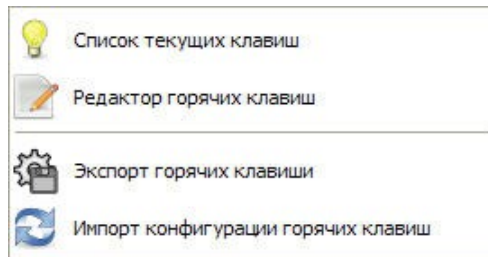 Список текущих клавиш
Редактор горячих клавиш
Экспорт горячих клавиши
Импорт конфигурации горячих клавиш